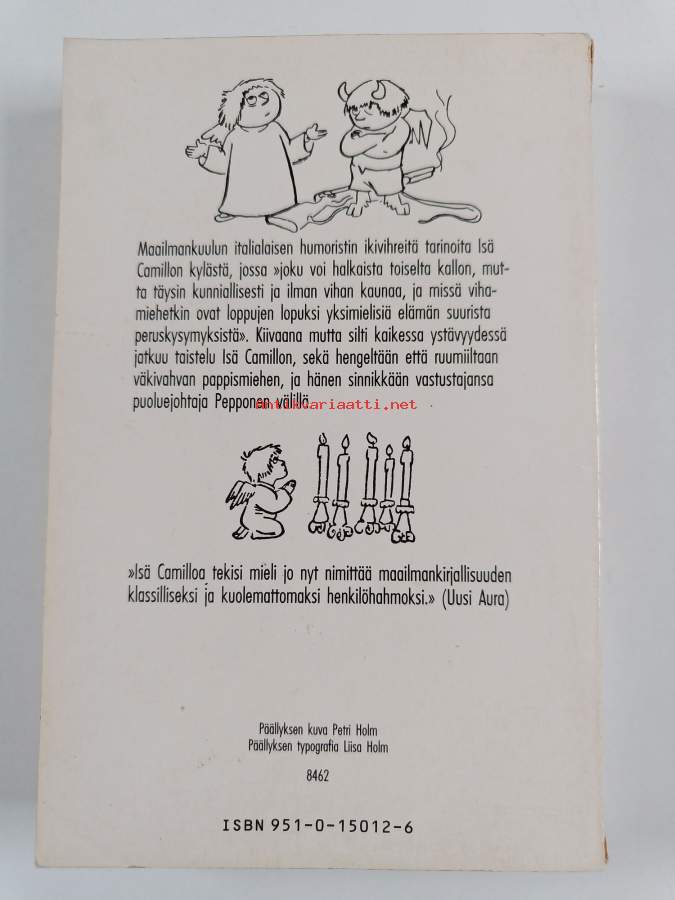 Maailmankuulun italialaisen humoristin ikivihreitä tarinoita Isä
Camillon kylästä, jossa »joku voi halkaista toiselta kallon, mut-
ta täysin kunniallisesti ja ilman vihan kaunaa, ja missä viha-
miehetkin ovat loppujen lopuksi yksimielisiä elämän suurista
peruskysymyksistä». Kiivaana mutta silti kaikessa ystävyydessä
jatkuu taistelu Isä Camillon, sekä hengeltään että ruumiiltaan
väkivahvan pappismiehen, ja hänen sinnikkään vastustajansa
puoluejohtaja Pepponen välillä.
antikvariaatti.net
»Isä Camilloa tekisi mieli jo nyt nimittää maailmankirjallisuuden
klassilliseksi ja kuolemattomaksi henkilöhahmoksi.» (Uusi Aura)
Päällyksen kuva Petri Holm
Päällyksen typografia Liisa Holm
8462
ISBN 951-0-15012-6